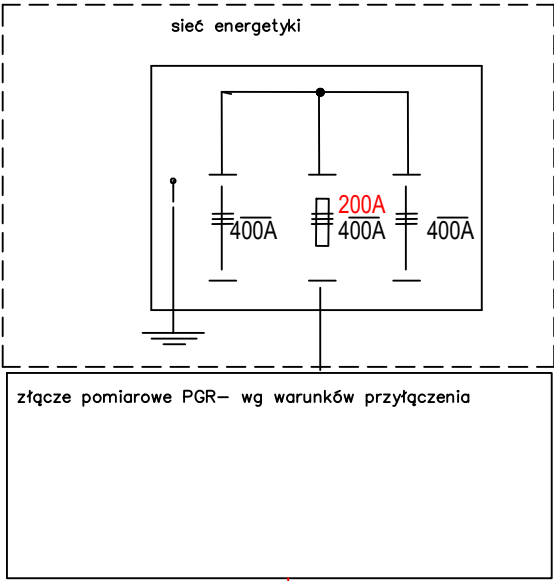 sieć energetyki
200A
400A 400A 400A
złącze pomiarowe PGR- wg warunków przyłączenia